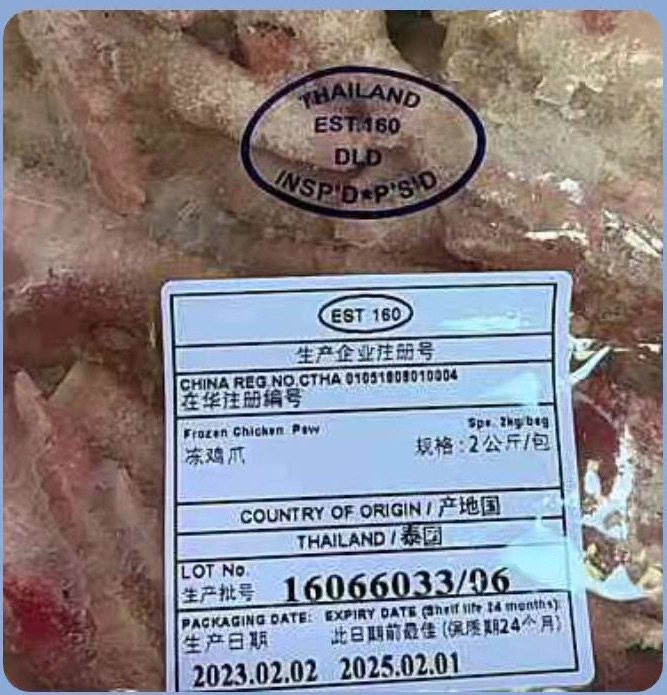 THAILAND
EST.160
DLD
INSP'D★P'S'D
EST 160
生产企业注册号
CHINA REG.NO.CTHA 01051608010004
在华注册编号
Frozen Chicken Paw Spe. 2kg/bag
冻鸡爪 规格:2公斤/包
COUNTRY OF ORIGIN / 产地国
THAILAND / 泰国
LOT No.
生产批号 16066033/06
PACKAGING DATE: EXPIRY DATE (Shelf life 24 months):
生产日期 此日期前最佳 (保质期24个月)
2023.02.02 2025.02.01